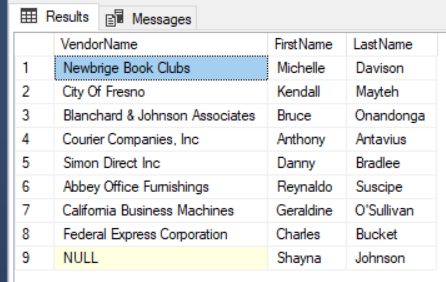 Results Messages
VendorName FirstName LastName
1 Newbrige Book Clubs Michelle Davison
2 City Of Fresno Kendall Mayteh
3 Blanchard & Johnson Associates Bruce Onandonga
4 Courier Companies, Inc Anthony Antavius
5 Simon Direct Inc Danny Bradlee
6 Abbey Office Furnishings Reynaldo Suscipe
7 California Business Machines Geraldine O'Sullivan
8 Federal Express Corporation Charles Bucket
9 NULL Shayna Johnson